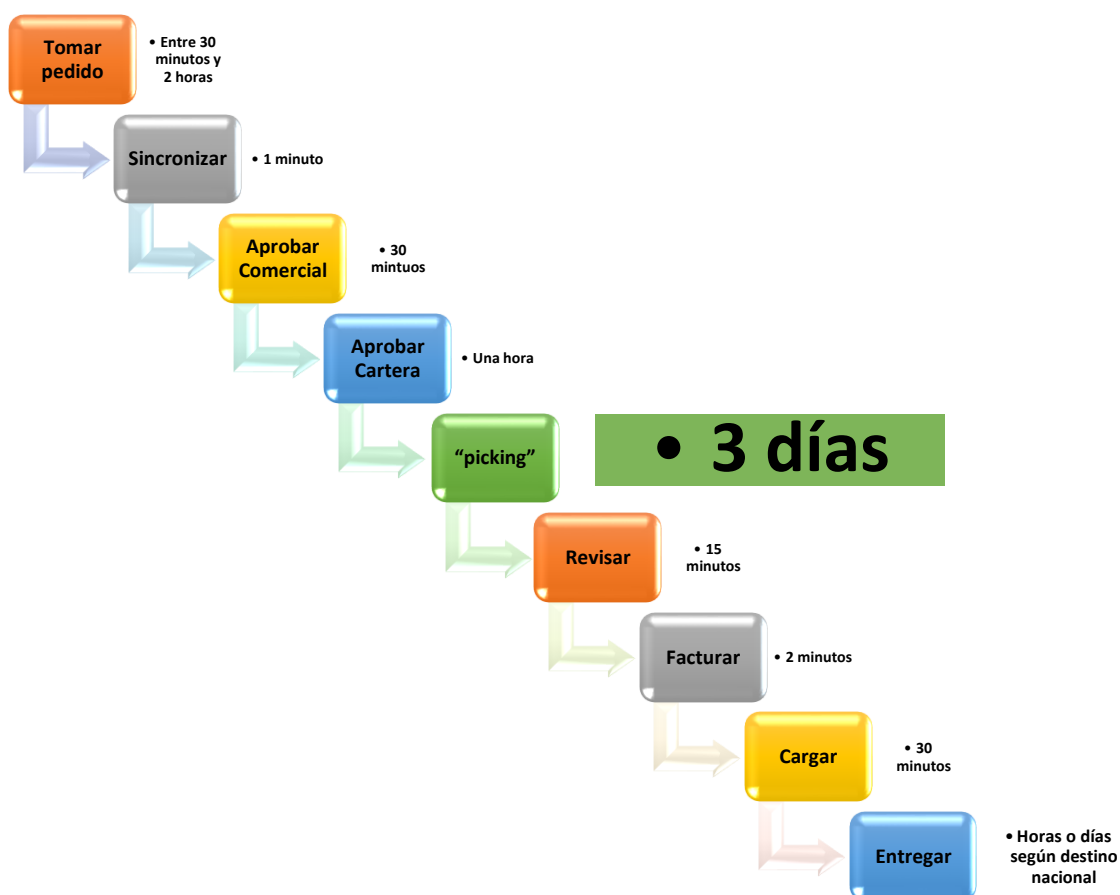 Tomar
pedido
• Entre 30
minutos y
2 horas
Sincronizar
• 1 minuto
Aprobar
Comercial
• 30
mintuos
Aprobar
Cartera
• Una hora
“picking”
• 3 días
Revisar
• 15
minutos
Facturar
• 2 minutos
Cargar
• 30
minutos
Entregar
• Horas o días
según destino
nacional